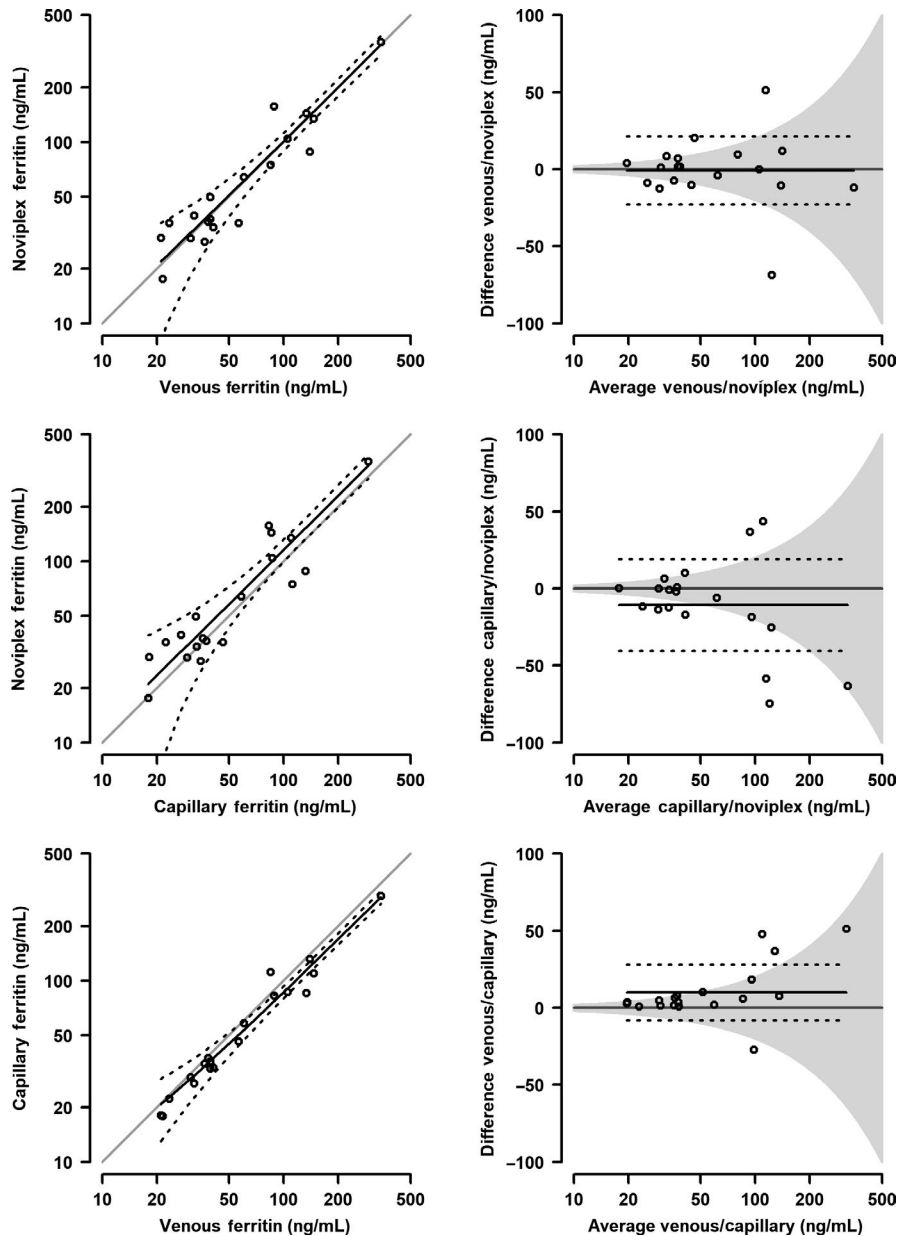 500
200
100
50
20
10
Noviplex ferritin (ng/mL)
10 20 50 100 200 500
Venous ferritin (ng/mL)
100
50
0
−50
−100
Difference venous/noviplex (ng/mL)
10 20 50 100 200 500
Average venous/noviplex (ng/mL)
500
200
100
50
20
10
Noviplex ferritin (ng/mL)
10 20 50 100 200 500
Capillary ferritin (ng/mL)
100
50
0
−50
−100
Difference capillary/noviplex (ng/mL)
10 20 50 100 200 500
Average capillary/noviplex (ng/mL)
500
200
100
50
20
10
Capillary ferritin (ng/mL)
10 20 50 100 200 500
Venous ferritin (ng/mL)
100
50
0
−50
−100
Difference venous/capillary (ng/mL)
10 20 50 100 200 500
Average venous/capillary (ng/mL)